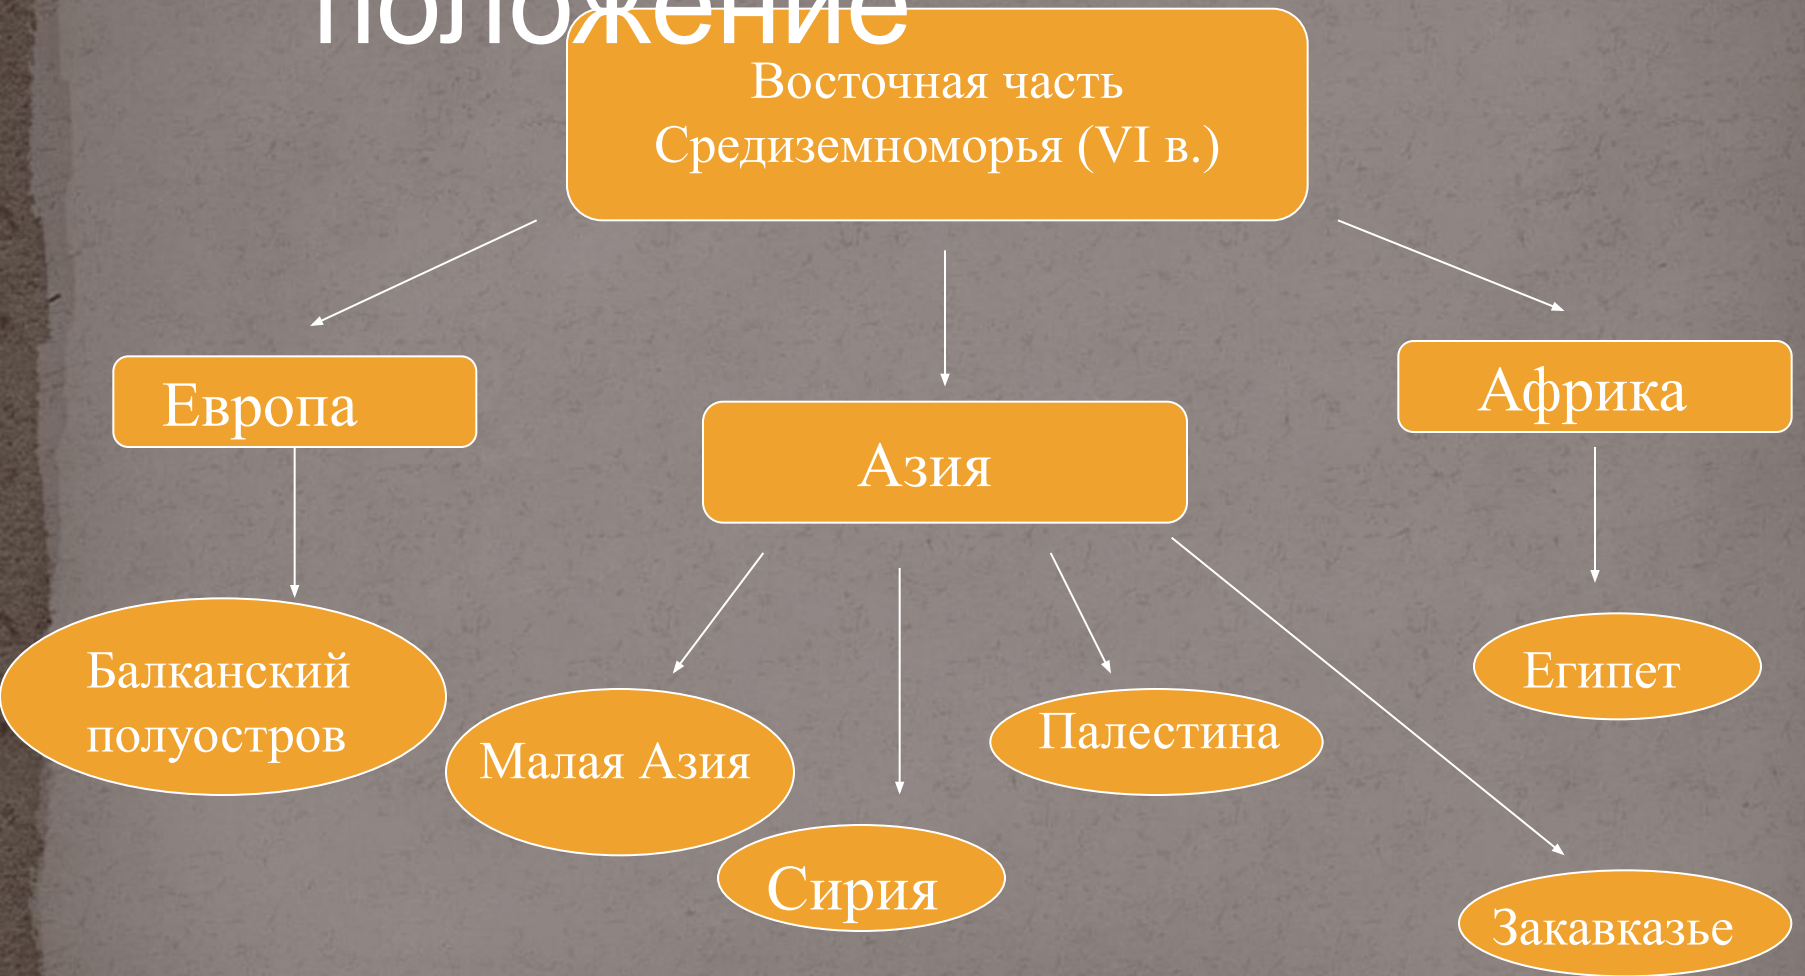 положение
Восточная часть
Средиземноморья (VI в.)
Европа
Азия
Африка
Балканский
полуостров
Малая Азия
Сирия
Палестина
Египет
Закавказье